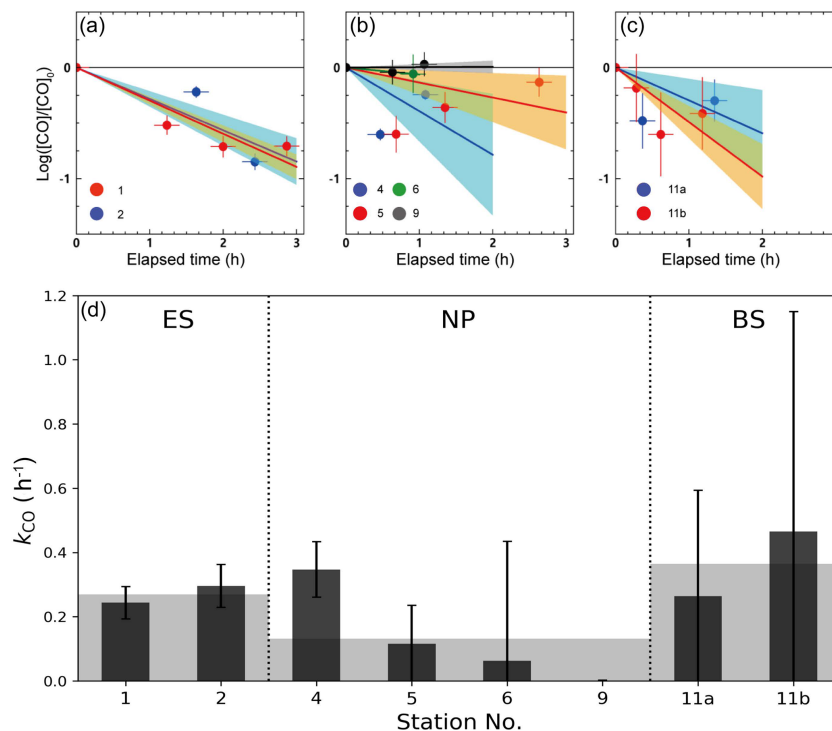 (a)
(b)
(c)
Log([CO]/[CO]₀)
0
-1
0
-1
0
-1
1
2
4
6
5
9
11a
11b
0 1 2 3
0 1 2 3
0 1 2
Elapsed time (h)
Elapsed time (h)
Elapsed time (h)
(d)
ES
NP
BS
kCO (h⁻¹)
1.2
1.0
0.8
0.6
0.4
0.2
0.0
1 2 4 5 6 9 11a 11b
Station No.